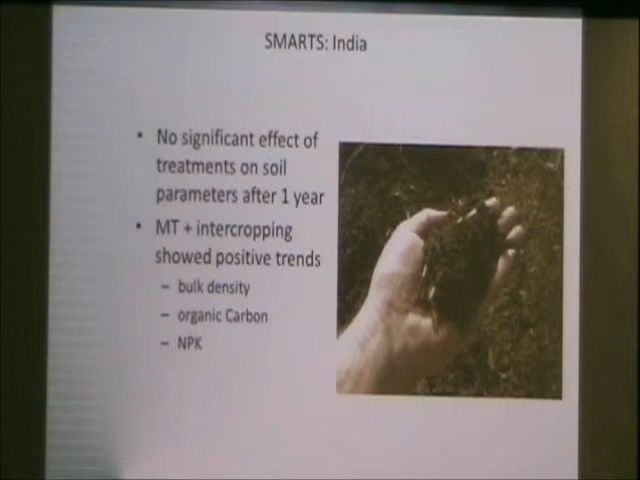 SMARTS: India
• No significant effect of
treatments on soil
parameters after 1 year
• MT + intercropping
showed positive trends
– bulk density
– organic Carbon
– NPK